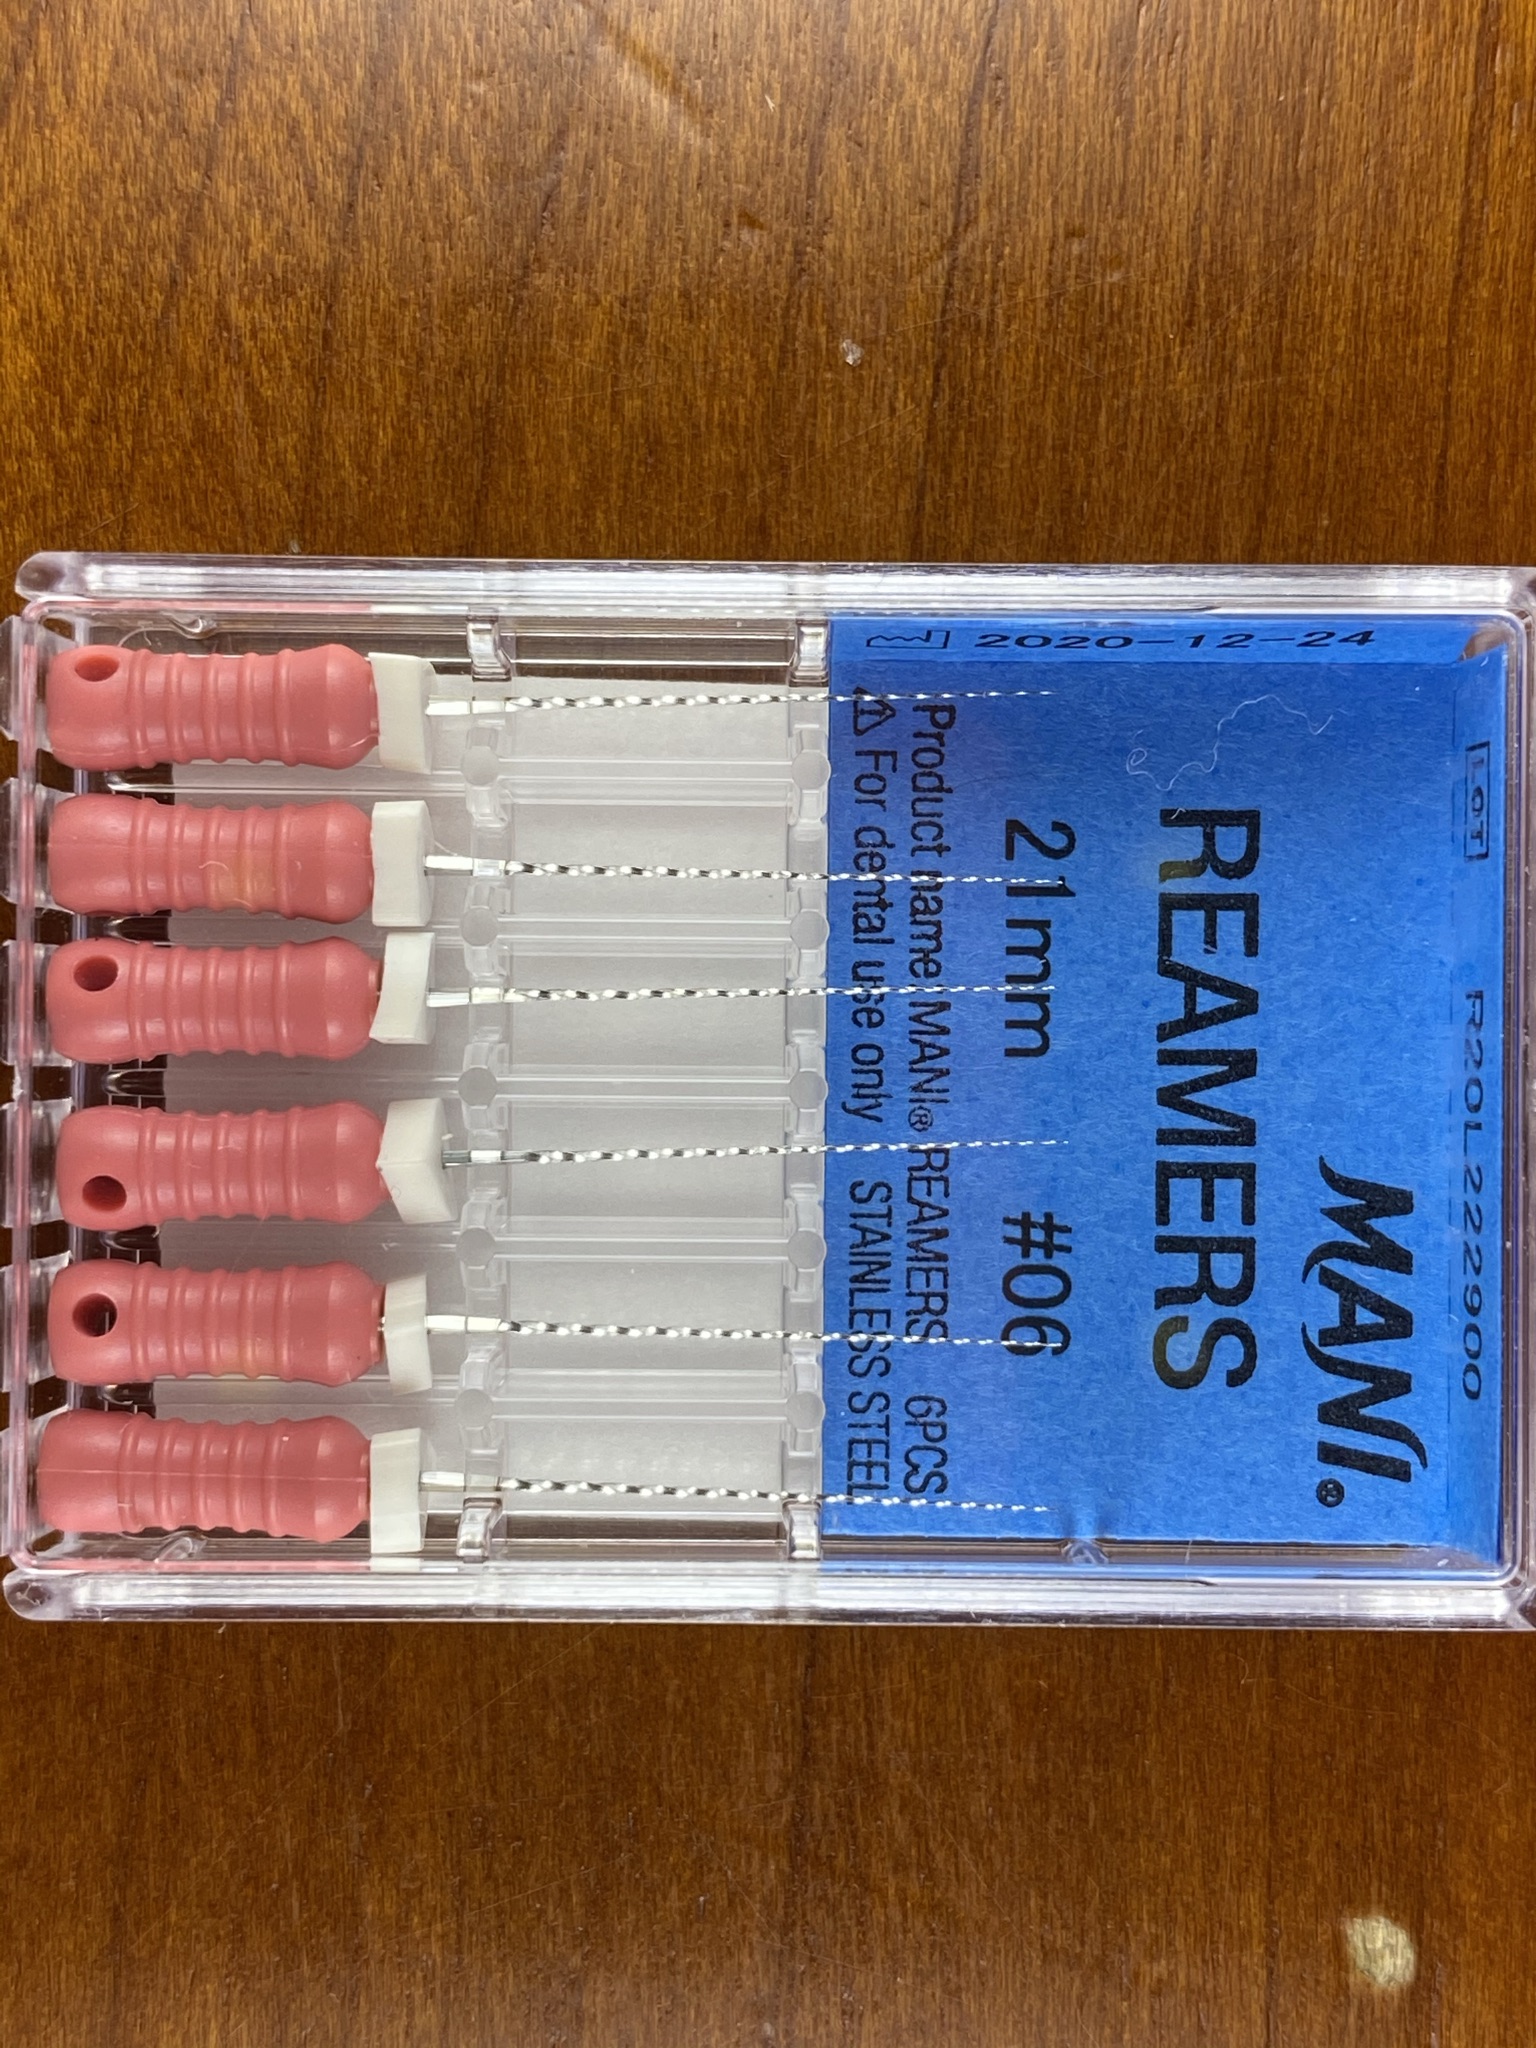 LOT R20L222900
MANI®
REAMERS
21mm #06
Product name MANI® REAMERS 6PCS
⚠ For dental use only STAINLESS STEEL
2020-12-24